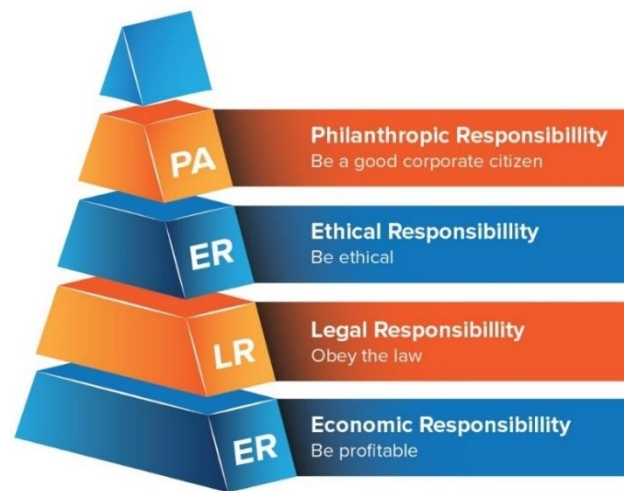 PA
Philanthropic Responsibillity
Be a good corporate citizen
ER
Ethical Responsibillity
Be ethical
LR
Legal Responsibillity
Obey the law
ER
Economic Responsibillity
Be profitable